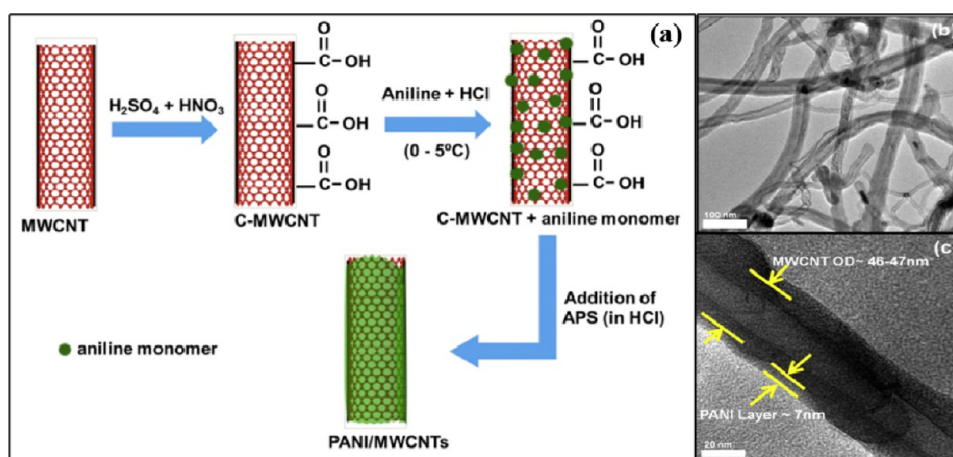 (a)
O
C – OH
O
C – OH
O
C – OH
H₂SO₄ + HNO₃
MWCNT
C-MWCNT
Aniline + HCl
(0 - 5ºC)
O
C – OH
O
C – OH
O
C – OH
C-MWCNT + aniline monomer
Addition of
APS (in HCl)
aniline monomer
PANI/MWCNTs
(b)
100 nm
(c)
MWCNT OD~ 46-47nm
PANI Layer ~ 7nm
20 nm